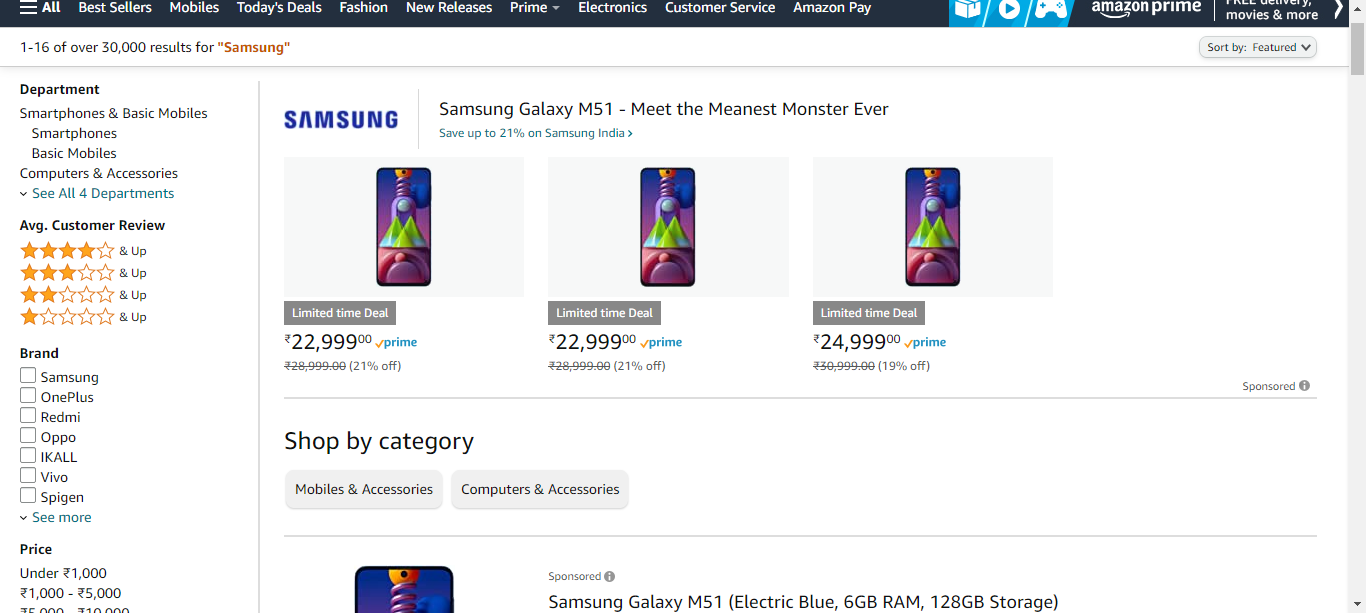 All Best Sellers Mobiles Today's Deals Fashion New Releases Prime Electronics Customer Service Amazon Pay
amazon prime
FREE delivery,
movies & more
1-16 of over 30,000 results for "Samsung"
Sort by: Featured
Department
Smartphones & Basic Mobiles
Smartphones
Basic Mobiles
Computers & Accessories
See All 4 Departments
Avg. Customer Review
& Up
& Up
& Up
& Up
Brand
Samsung
OnePlus
Redmi
Oppo
IKALL
Vivo
Spigen
See more
Price
Under ₹1,000
₹1,000 - ₹5,000
₹5,000 - ₹10,000
SAMSUNG
Samsung Galaxy M51 - Meet the Meanest Monster Ever
Save up to 21% on Samsung India
Limited time Deal
₹22,99900 prime
₹28,999.00 (21% off)
Limited time Deal
₹22,99900 prime
₹28,999.00 (21% off)
Limited time Deal
₹24,99900 prime
₹30,999.00 (19% off)
Sponsored
Shop by category
Mobiles & Accessories
Computers & Accessories
Sponsored
Samsung Galaxy M51 (Electric Blue, 6GB RAM, 128GB Storage)